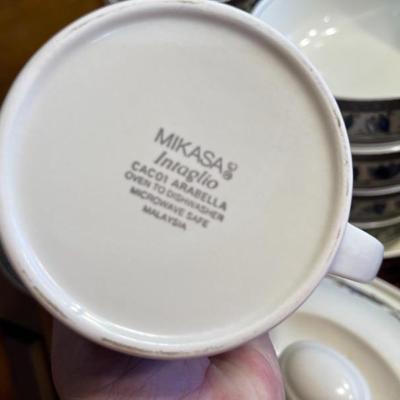 MIKASA®
Intaglio
CAC01 ARABELLA
OVEN TO DISHWASHER
MICROWAVE SAFE
MALAYSIA